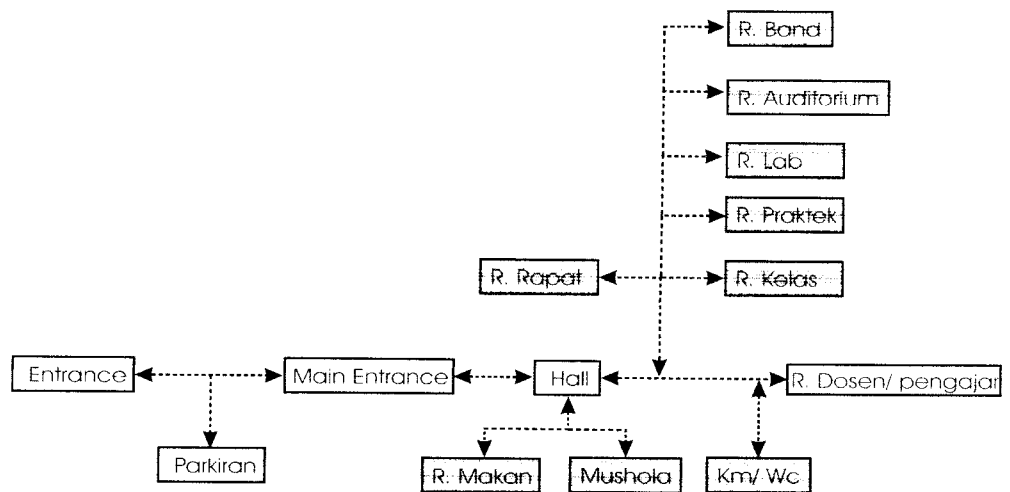 R. Band
R. Auditorium
R. Lab
R. Praktek
R. Rapat
R. Kelas
Entrance
Main Entrance
Hall
R. Dosen/ pengajar
Parkiran
R. Makan
Mushola
Km/ Wc